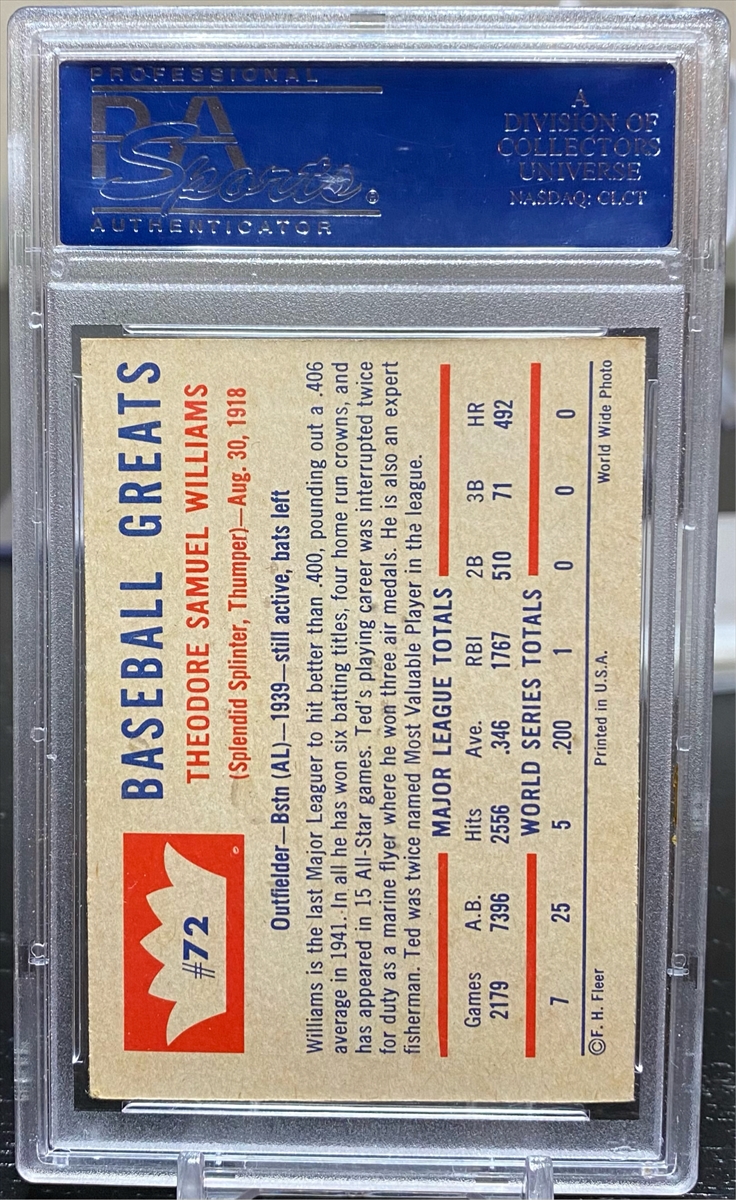 PROFESSIONAL
PSA
Sports®
AUTHENTICATOR
A
DIVISION OF
COLLECTORS
UNIVERSE
NASDAQ: CLCT
#72
BASEBALL GREATS
THEODORE SAMUEL WILLIAMS
(Splendid Splinter, Thumper)—Aug. 30, 1918
Outfielder—Bstn (AL)—1939—still active, bats left
Williams is the last Major Leaguer to hit better than .400, pounding out a .406
average in 1941. In all he has won six batting titles, four home run crowns, and
has appeared in 15 All-Star games. Ted's playing career was interrupted twice
for duty as a marine flyer where he won three air medals. He is also an expert
fisherman. Ted was twice named Most Valuable Player in the league.
MAJOR LEAGUE TOTALS
Games A.B. Hits Ave. RBI 2B 3B HR
2179 7396 2556 .346 1767 510 71 492
WORLD SERIES TOTALS
7 25 5 .200 1 0 0 0
©F. H. Fleer Printed in U.S.A. World Wide Photo